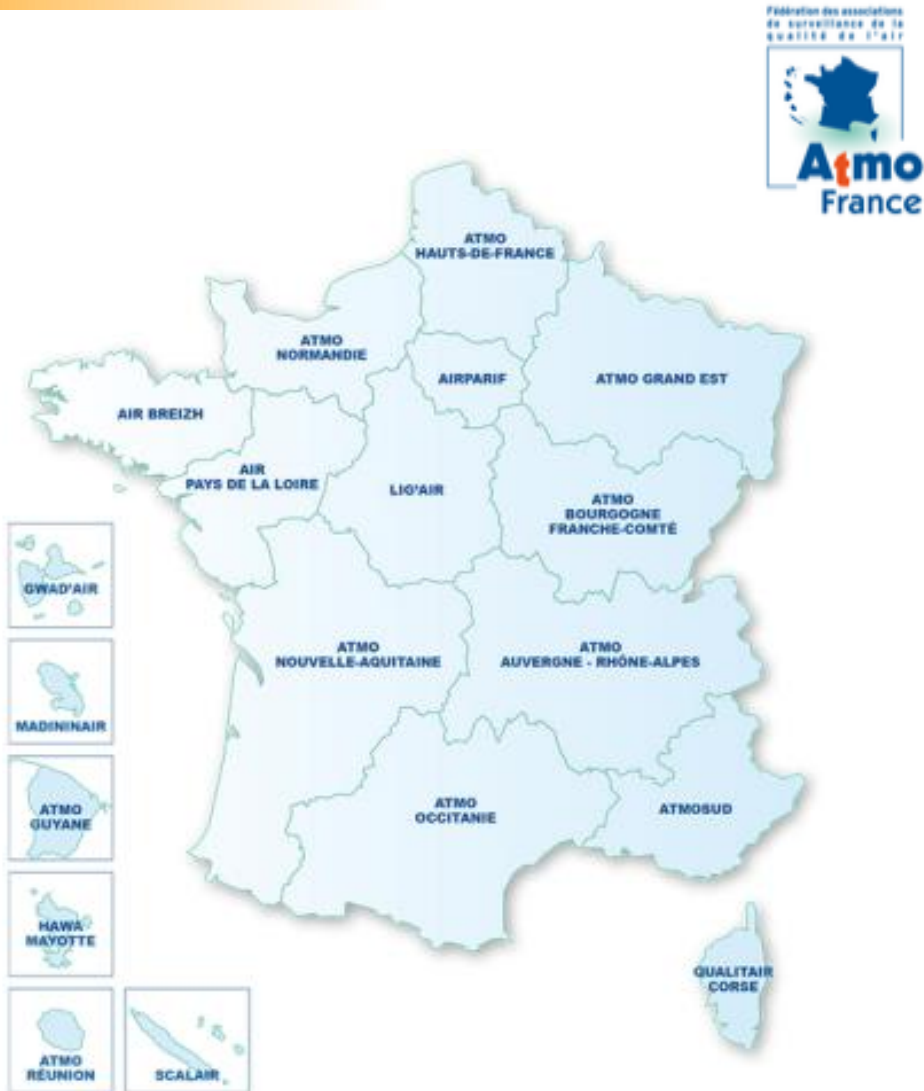 Fédération des associations
de surveillance de la
qualité de l'air
Atmo
France
ATMO
HAUTS-DE-FRANCE
ATMO
NORMANDIE
AIRPARIF
ATMO GRAND EST
AIR BREIZH
AIR
PAYS DE LA LOIRE
LIG'AIR
ATMO
BOURGOGNE
FRANCHE-COMTÉ
GWAD'AIR
ATMO
NOUVELLE-AQUITAINE
ATMO
AUVERGNE - RHÔNE-ALPES
MADININAIR
ATMO
GUYANE
ATMO
OCCITANIE
ATMOSUD
HAWA
MAYOTTE
QUALITAIR
CORSE
ATMO
RÉUNION
SCALAIR